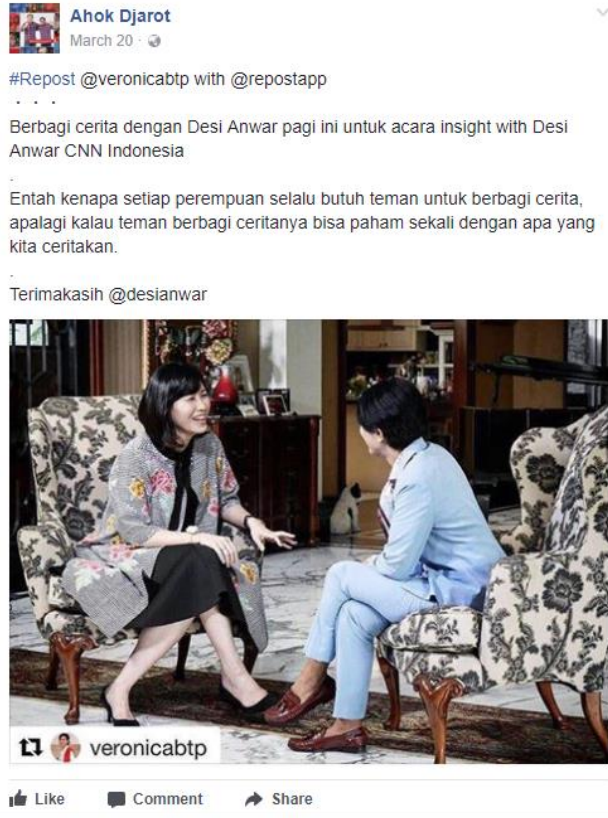 Ahok Djarot
March 20 ·
#Repost @veronicabtp with @repostapp
・・・
Berbagi cerita dengan Desi Anwar pagi ini untuk acara insight with Desi
Anwar CNN Indonesia
.
Entah kenapa setiap perempuan selalu butuh teman untuk berbagi cerita,
apalagi kalau teman berbagi ceritanya bisa paham sekali dengan apa yang
kita ceritakan.
.
Terimakasih @desianwar
veronicabtp
Like Comment Share